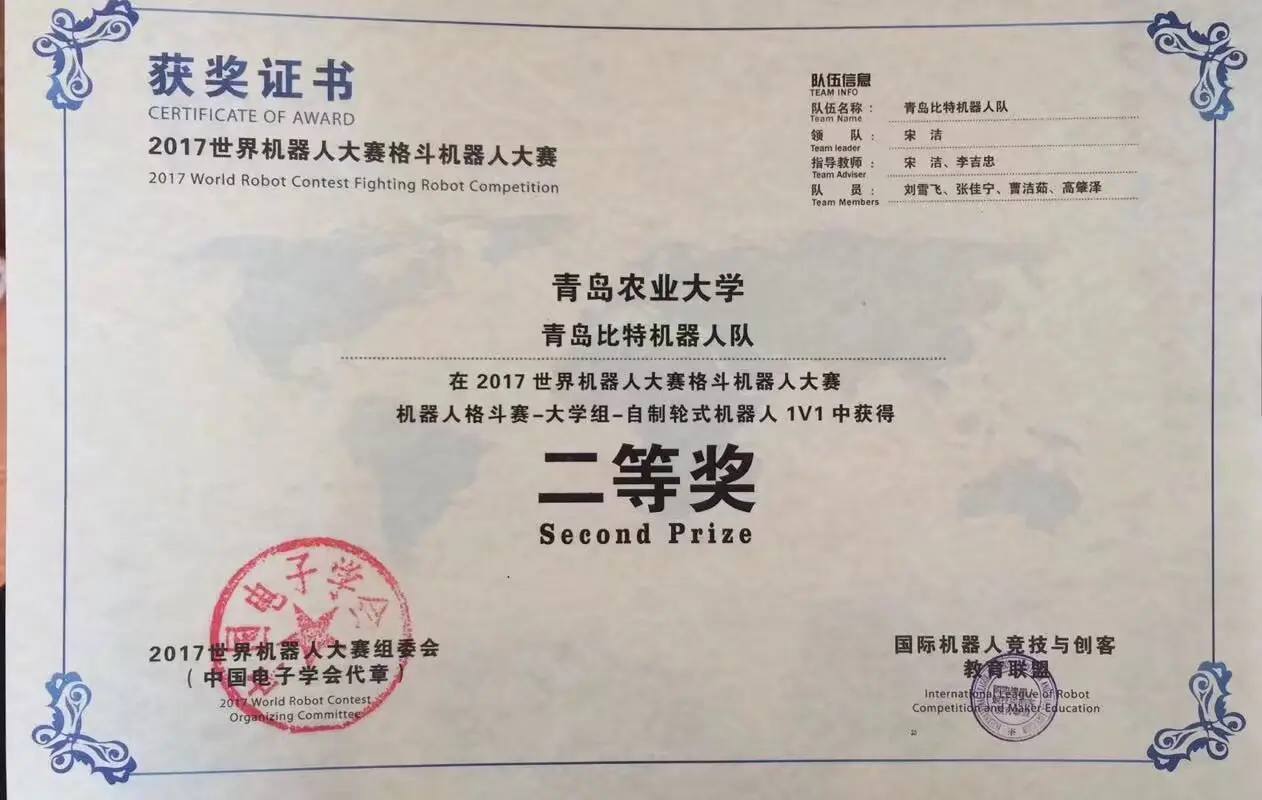 获奖证书
CERTIFICATE OF AWARD
2017世界机器人大赛格斗机器人大赛
2017 World Robot Contest Fighting Robot Competition
队伍信息
TEAM INFO
队伍名称： 青岛比特机器人队
Team Name
领 队： 宋 洁
Team leader
指导教师： 宋 洁、李吉忠
Team Adviser
队 员： 刘雪飞、张佳宁、曹洁茹、高肇泽
Team Members
青岛农业大学
青岛比特机器人队
在 2017 世界机器人大赛格斗机器人大赛
机器人格斗赛-大学组-自制轮式机器人 1V1 中获得
二等奖
Second Prize
中国电子学会
2017世界机器人大赛组委会
（中国电子学会代章）
2017 World Robot Contest
Organizing Committee
国际机器人竞技与创客
教育联盟
International League of Robot
Competition and Maker Education